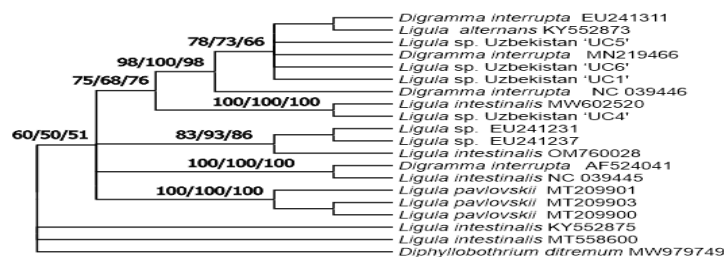 Digramma interrupta EU241311
Ligula alternans KY552873
78/73/66
Ligula sp. Uzbekistan ‘UC5’
98/100/98
Digramma interrupta MN219466
Ligula sp. Uzbekistan ‘UC6’
75/68/76
Ligula sp. Uzbekistan ‘UC1’
Digramma interrupta NC 039446
100/100/100
Ligula intestinalis MW602520
Ligula sp. Uzbekistan ‘UC4’
60/50/51
83/93/86
Ligula sp. EU241231
Ligula sp. EU241237
Ligula intestinalis OM760028
100/100/100
Digramma interrupta AF524041
Ligula intestinalis NC 039445
100/100/100
Ligula pavlovskii MT209901
Ligula pavlovskii MT209903
Ligula pavlovskii MT209900
Ligula intestinalis KY552875
Ligula intestinalis MT558600
Diphyllobothrium ditremum MW979749